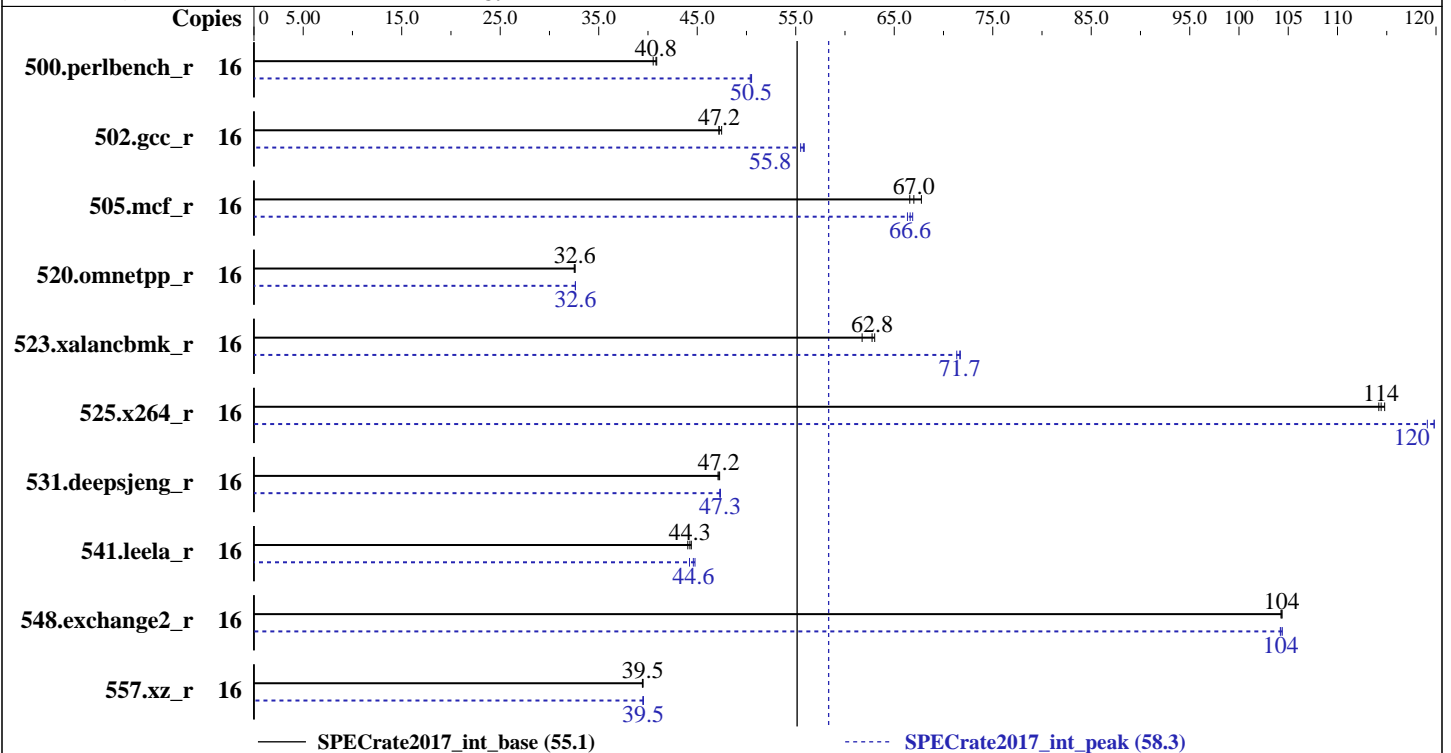 Copies 0 5.00 15.0 25.0 35.0 45.0 55.0 65.0 75.0 85.0 95.0 100 105 110 120
500.perlbench_r 16 40.8
50.5
502.gcc_r 16 47.2
55.8
505.mcf_r 16 67.0
66.6
520.omnetpp_r 16 32.6
32.6
523.xalancbmk_r 16 62.8
71.7
525.x264_r 16 114
120
531.deepsjeng_r 16 47.2
47.3
541.leela_r 16 44.3
44.6
548.exchange2_r 16 104
104
557.xz_r 16 39.5
39.5
SPECrate2017_int_base (55.1) SPECrate2017_int_peak (58.3)